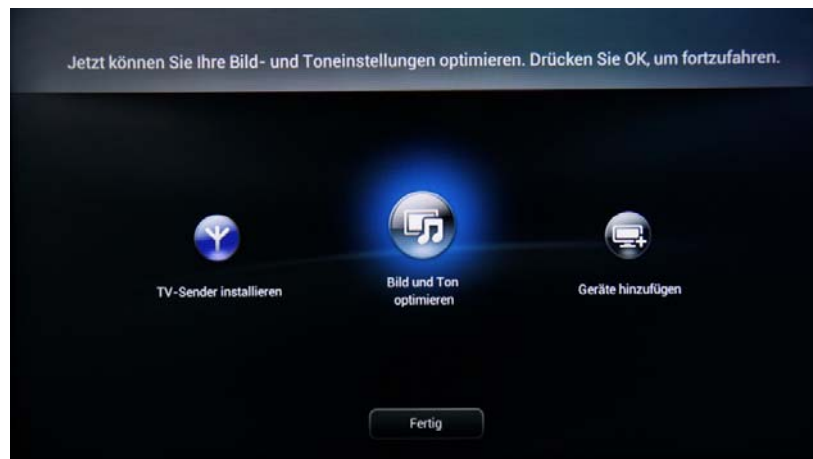 Jetzt können Sie Ihre Bild- und Toneinstellungen optimieren. Drücken Sie OK, um fortzufahren.
TV-Sender installieren
Bild und Ton
optimieren
Geräte hinzufügen
Fertig